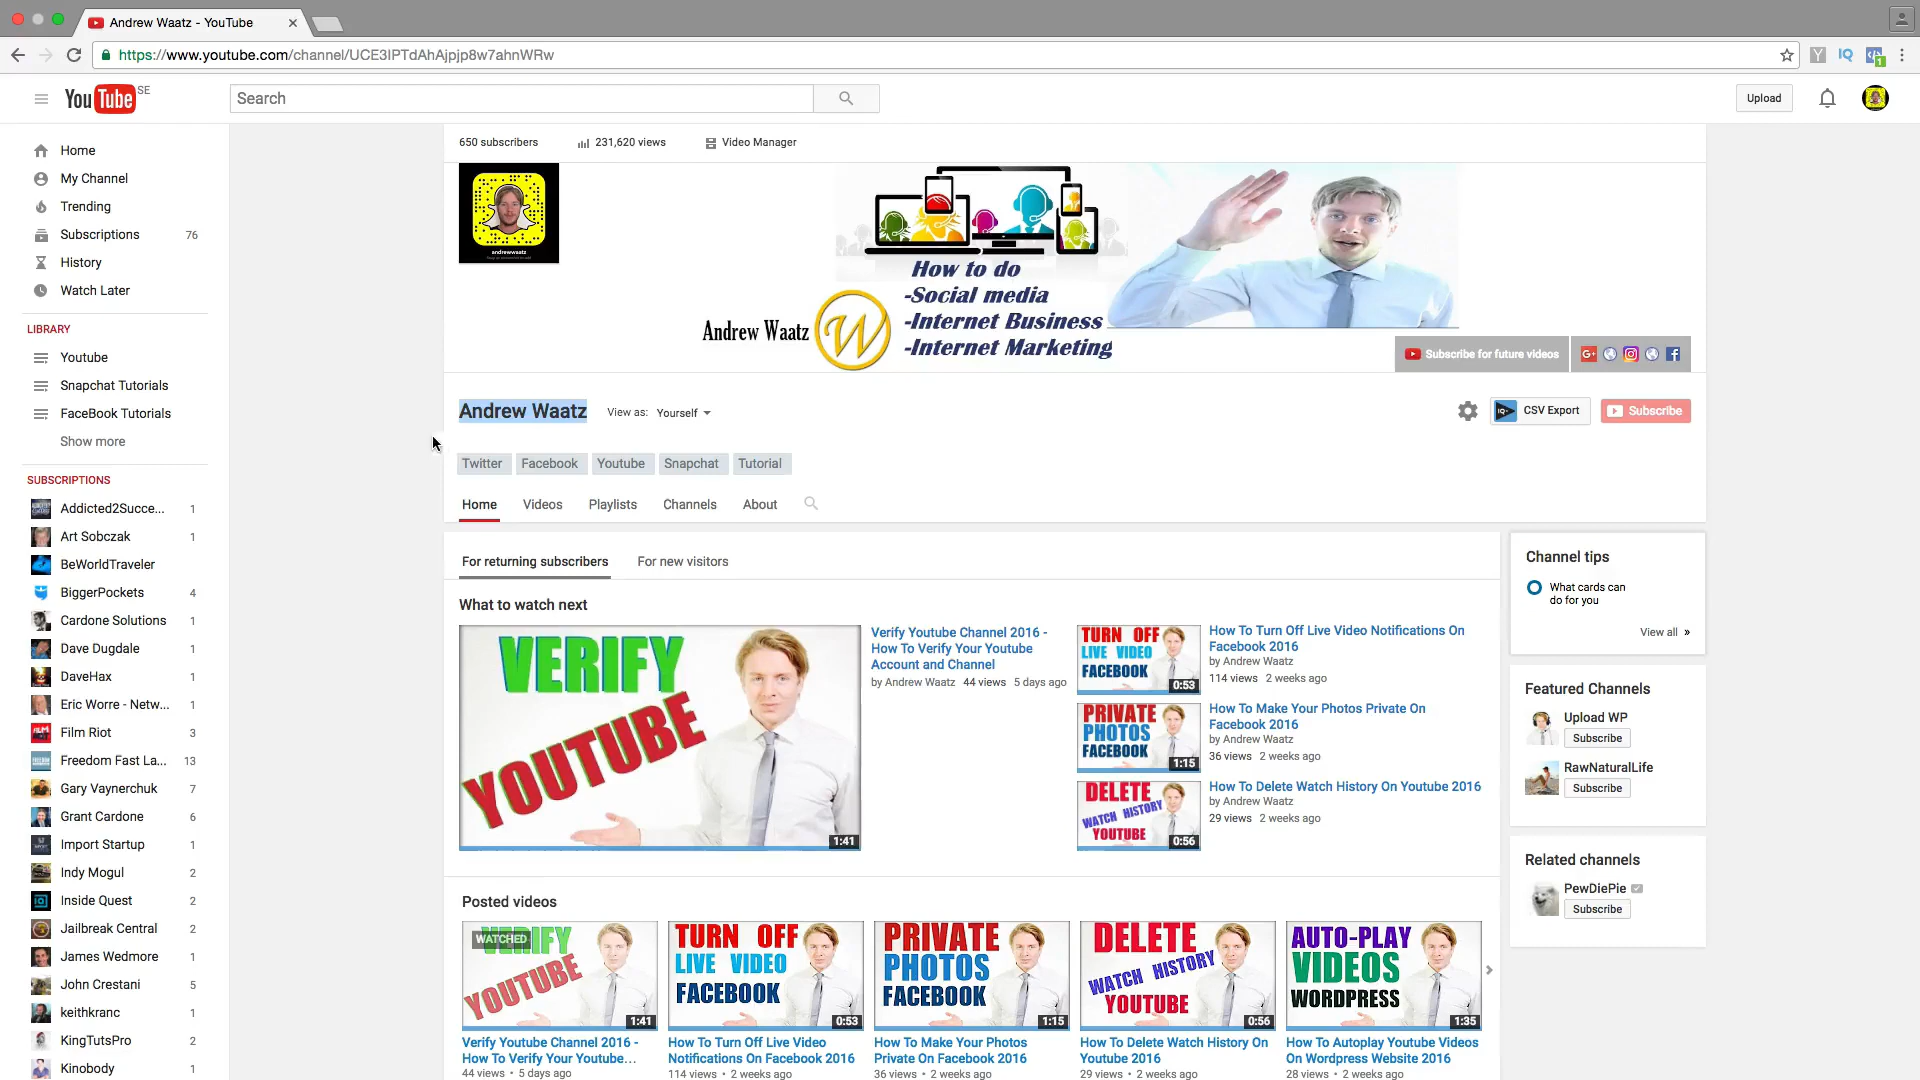 Andrew Waatz - YouTube
https://www.youtube.com/channel/UCE3IPTdAhAjpjp8w7ahnWRw
YouTube SE
Search
Upload
Home
My Channel
Trending
Subscriptions 76
History
Watch Later
LIBRARY
Youtube
Snapchat Tutorials
FaceBook Tutorials
Show more
SUBSCRIPTIONS
Addicted2Succe... 1
Art Sobczak 1
BeWorldTraveler
BiggerPockets 4
Cardone Solutions 1
Dave Dugdale 1
DaveHax 1
Eric Worre - Netw... 1
Film Riot 3
Freedom Fast La... 13
Gary Vaynerchuk 7
Grant Cardone 6
Import Startup 1
Indy Mogul 2
Inside Quest 2
Jailbreak Central 2
James Wedmore 1
John Crestani 5
keithkranc 1
KingTutsPro 2
Kinobody 1
650 subscribers
231,620 views
Video Manager
andrewwaatz
How to do
-Social media
-Internet Business
-Internet Marketing
Andrew Waatz
W
Subscribe for future videos
Andrew Waatz
View as: Yourself
CSV Export
Subscribe
Twitter Facebook Youtube Snapchat Tutorial
Home Videos Playlists Channels About
For returning subscribers
For new visitors
What to watch next
VERIFY
YOUTUBE
1:41
Verify Youtube Channel 2016 -
How To Verify Your Youtube
Account and Channel
by Andrew Waatz 44 views 5 days ago
TURN OFF
LIVE VIDEO
FACEBOOK
0:53
How To Turn Off Live Video Notifications On
Facebook 2016
by Andrew Waatz
114 views 2 weeks ago
PRIVATE
PHOTOS
FACEBOOK
1:15
How To Make Your Photos Private On
Facebook 2016
by Andrew Waatz
36 views 2 weeks ago
DELETE
WATCH HISTORY
YOUTUBE
0:56
How To Delete Watch History On Youtube 2016
by Andrew Waatz
29 views 2 weeks ago
Posted videos
WATCHED
VERIFY
YOUTUBE
1:41
Verify Youtube Channel 2016 -
How To Verify Your Youtube...
44 views • 5 days ago
TURN OFF
LIVE VIDEO
FACEBOOK
0:53
How To Turn Off Live Video
Notifications On Facebook 2016
114 views • 2 weeks ago
PRIVATE
PHOTOS
FACEBOOK
1:15
How To Make Your Photos
Private On Facebook 2016
36 views • 2 weeks ago
DELETE
WATCH HISTORY
YOUTUBE
0:56
How To Delete Watch History On
Youtube 2016
29 views • 2 weeks ago
AUTO-PLAY
VIDEOS
WORDPRESS
1:35
How To Autoplay Youtube Videos
On Wordpress Website 2016
28 views • 2 weeks ago
Channel tips
What cards can
do for you
View all »
Featured Channels
Upload WP
Subscribe
RawNaturalLife
Subscribe
Related channels
PewDiePie
Subscribe